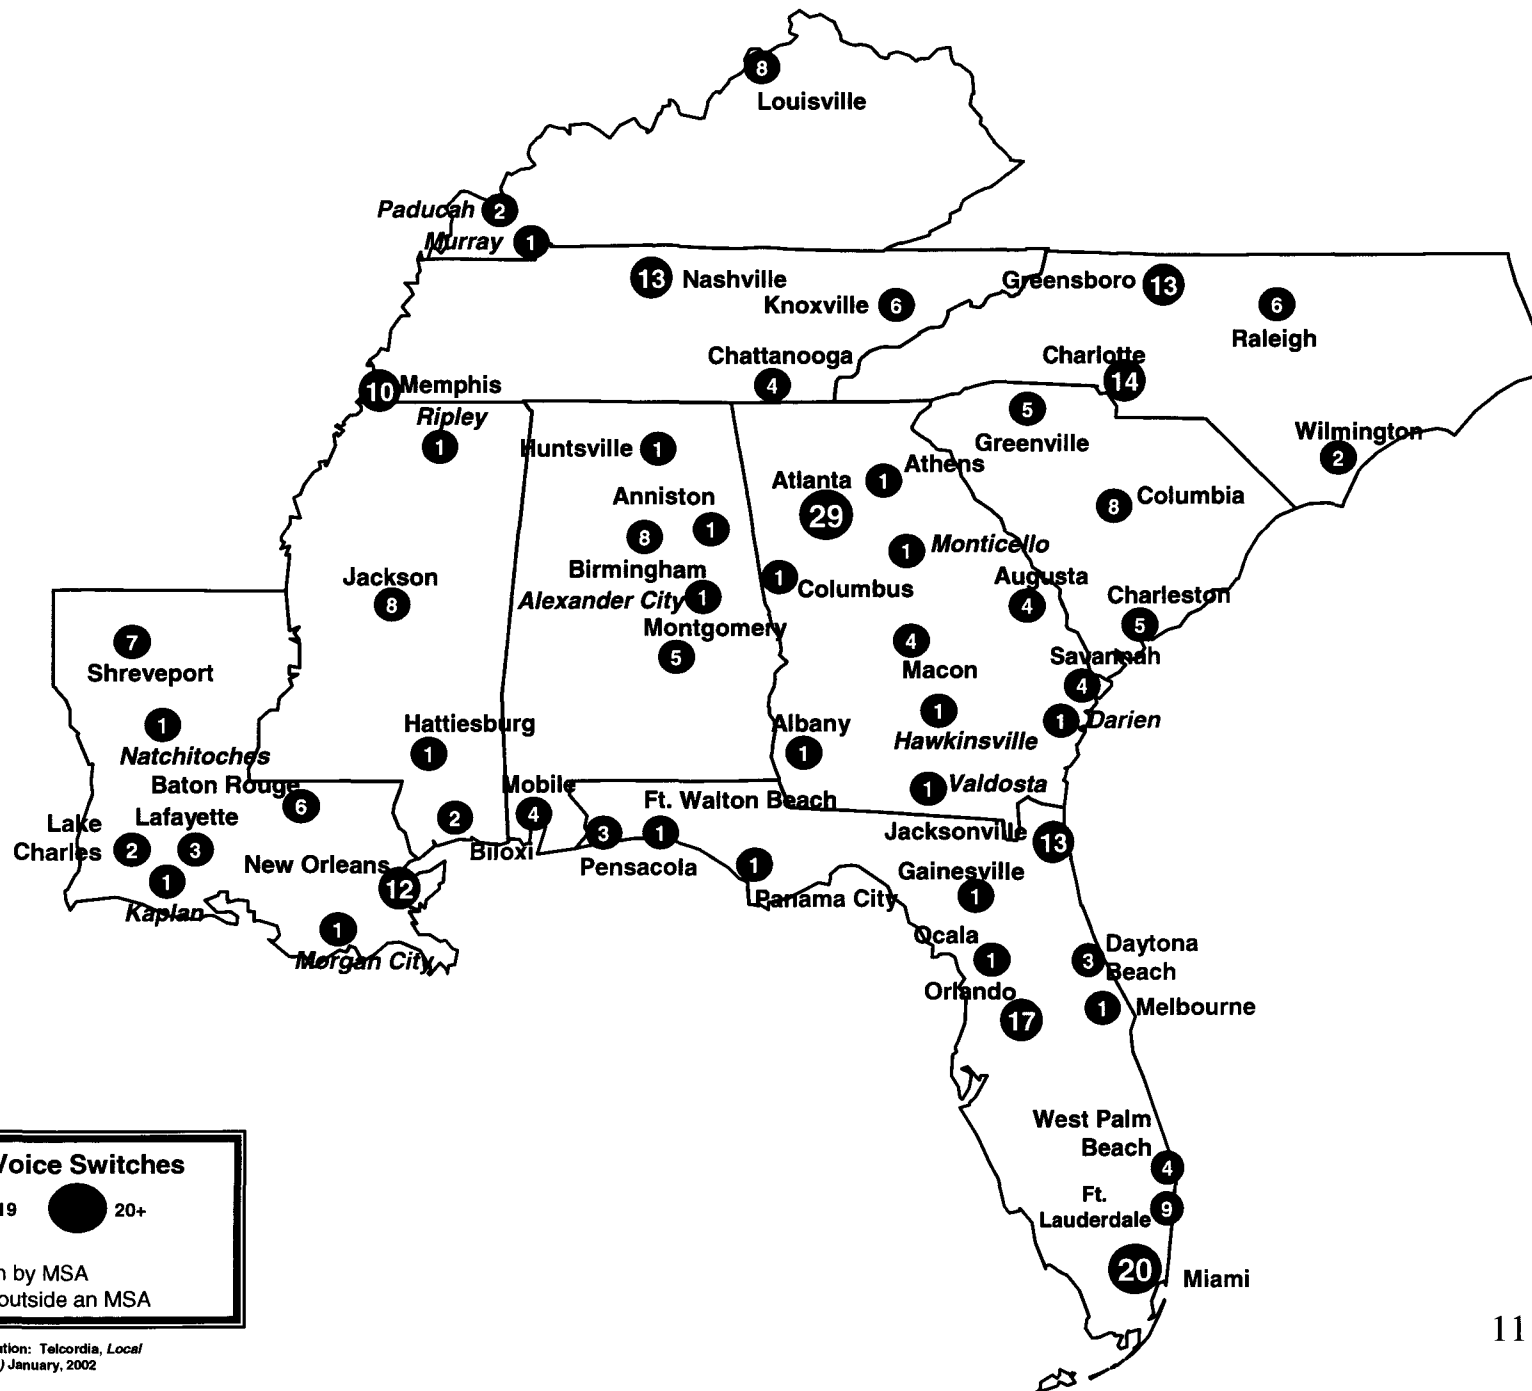 8
Louisville
Paducah 2
Murray 1
13 Nashville
Greensboro 13
Knoxville 6
6
Raleigh
Chattanooga
4
Charlotte
14
10 Memphis
Ripley
1
5
Greenville
Wilmington
2
Huntsville 1
Athens
1
Atlanta
29
Anniston
1
8
Birmingham
8 Columbia
1 Monticello
Jackson
8
1 Columbus
Augusta
4
Alexander City 1
Charleston
5
Montgomery
5
7
Shreveport
4
Macon
Savannah
4
1
Natchitoches
Hattiesburg
1
Albany
1
1
Hawkinsville
1 Darien
Baton Rouge
6
Mobile
4
Ft. Walton Beach
1
1 Valdosta
Lake
Charles 2
Lafayette
3
2
Biloxi
3
Pensacola
Jacksonville
13
New Orleans
12
1
Kaplan
1
Panama City
Gainesville
1
1
Morgan City
Ocala
1
Daytona
Beach
3
Orlando
17
1 Melbourne
West Palm
Beach
4
Ft.
Lauderdale 9
20 Miami
Voice Switches
19 20+
by MSA
outside an MSA
Telcordia, Local
) January, 2002
11